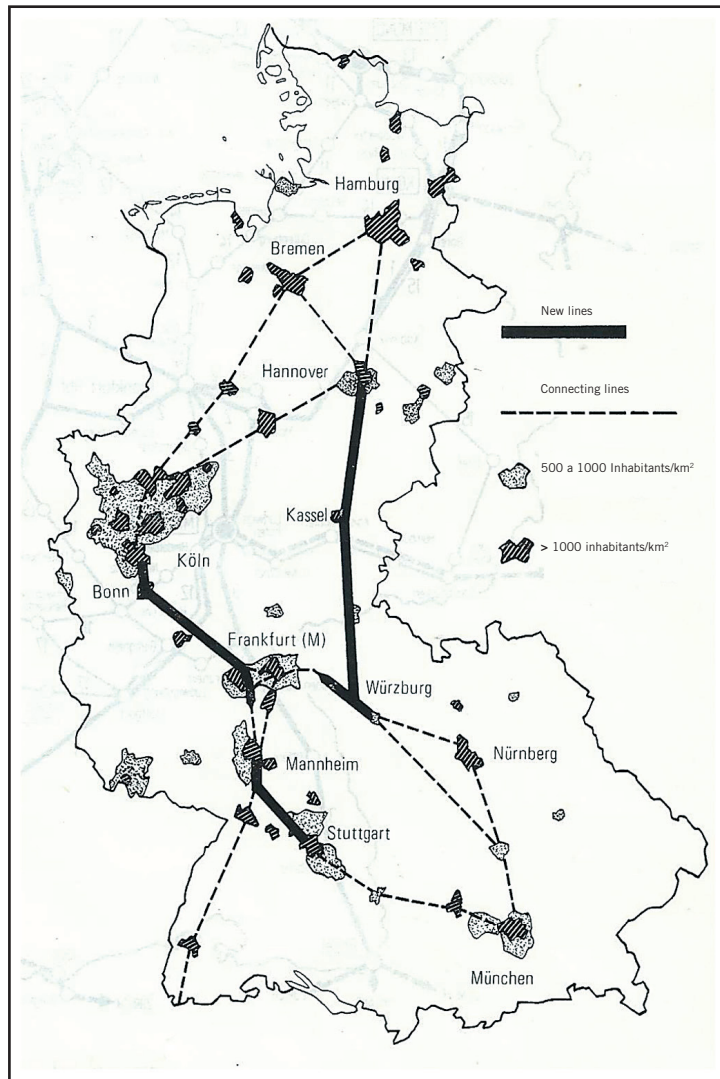 Hamburg
Bremen
New lines
Hannover
Connecting lines
500 a 1000 Inhabitants/km²
Kassel
> 1000 inhabitants/km²
Köln
Bonn
Frankfurt (M)
Würzburg
Nürnberg
Mannheim
Stuttgart
München